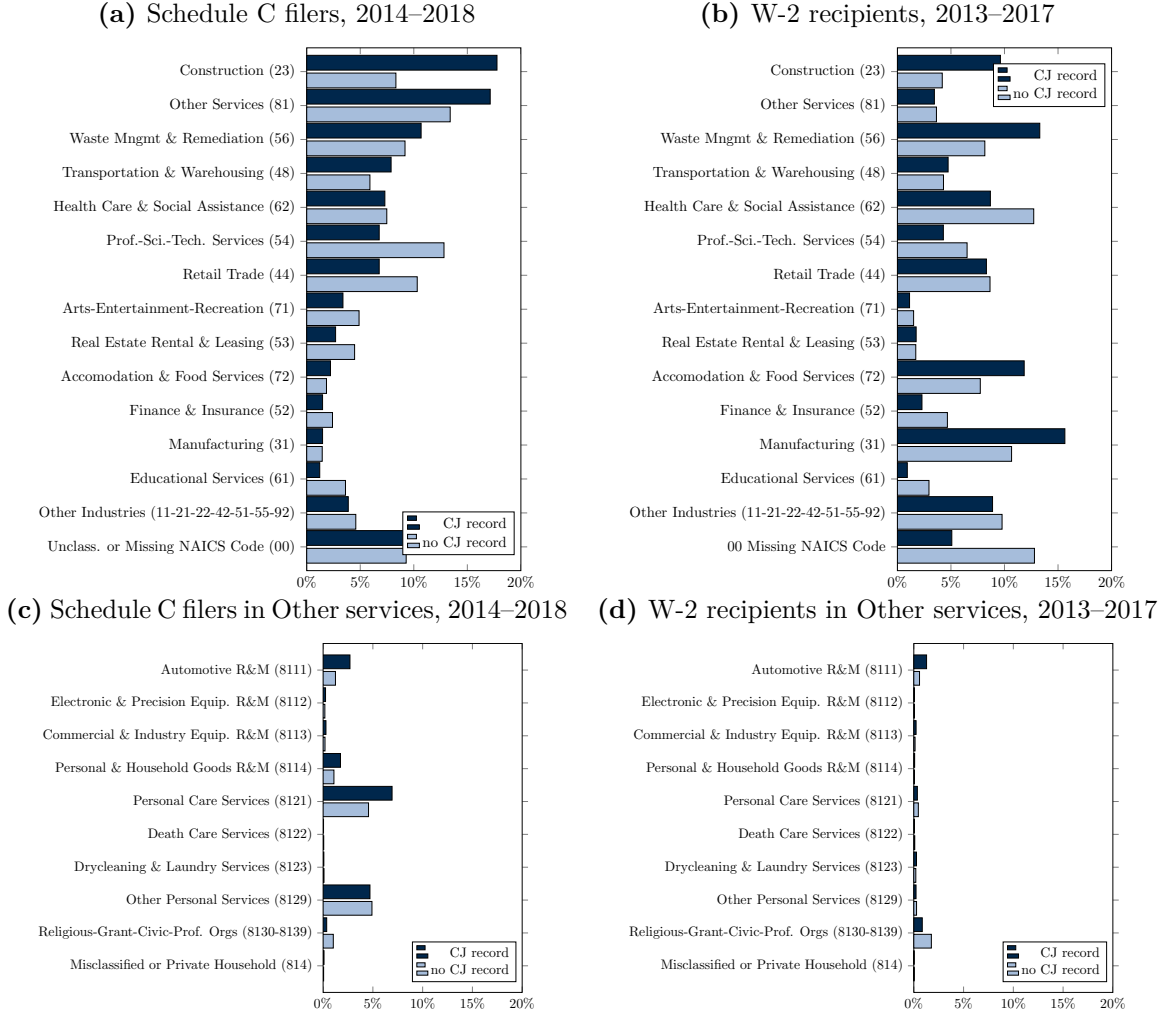 (a) Schedule C filers, 2014–2018
Construction (23)
Other Services (81)
Waste Mngmt & Remediation (56)
Transportation & Warehousing (48)
Health Care & Social Assistance (62)
Prof.-Sci.-Tech. Services (54)
Retail Trade (44)
Arts-Entertainment-Recreation (71)
Real Estate Rental & Leasing (53)
Accomodation & Food Services (72)
Finance & Insurance (52)
Manufacturing (31)
Educational Services (61)
Other Industries (11-21-22-42-51-55-92)
Unclass. or Missing NAICS Code (00)
CJ record
no CJ record
0% 5% 10% 15% 20%
(b) W-2 recipients, 2013–2017
Construction (23)
Other Services (81)
Waste Mngmt & Remediation (56)
Transportation & Warehousing (48)
Health Care & Social Assistance (62)
Prof.-Sci.-Tech. Services (54)
Retail Trade (44)
Arts-Entertainment-Recreation (71)
Real Estate Rental & Leasing (53)
Accomodation & Food Services (72)
Finance & Insurance (52)
Manufacturing (31)
Educational Services (61)
Other Industries (11-21-22-42-51-55-92)
00 Missing NAICS Code
CJ record
no CJ record
0% 5% 10% 15% 20%
(c) Schedule C filers in Other services, 2014–2018
Automotive R&M (8111)
Electronic & Precision Equip. R&M (8112)
Commercial & Industry Equip. R&M (8113)
Personal & Household Goods R&M (8114)
Personal Care Services (8121)
Death Care Services (8122)
Drycleaning & Laundry Services (8123)
Other Personal Services (8129)
Religious-Grant-Civic-Prof. Orgs (8130-8139)
Misclassified or Private Household (814)
CJ record
no CJ record
0% 5% 10% 15% 20%
(d) W-2 recipients in Other services, 2013–2017
Automotive R&M (8111)
Electronic & Precision Equip. R&M (8112)
Commercial & Industry Equip. R&M (8113)
Personal & Household Goods R&M (8114)
Personal Care Services (8121)
Death Care Services (8122)
Drycleaning & Laundry Services (8123)
Other Personal Services (8129)
Religious-Grant-Civic-Prof. Orgs (8130-8139)
Misclassified or Private Household (814)
CJ record
no CJ record
0% 5% 10% 15% 20%